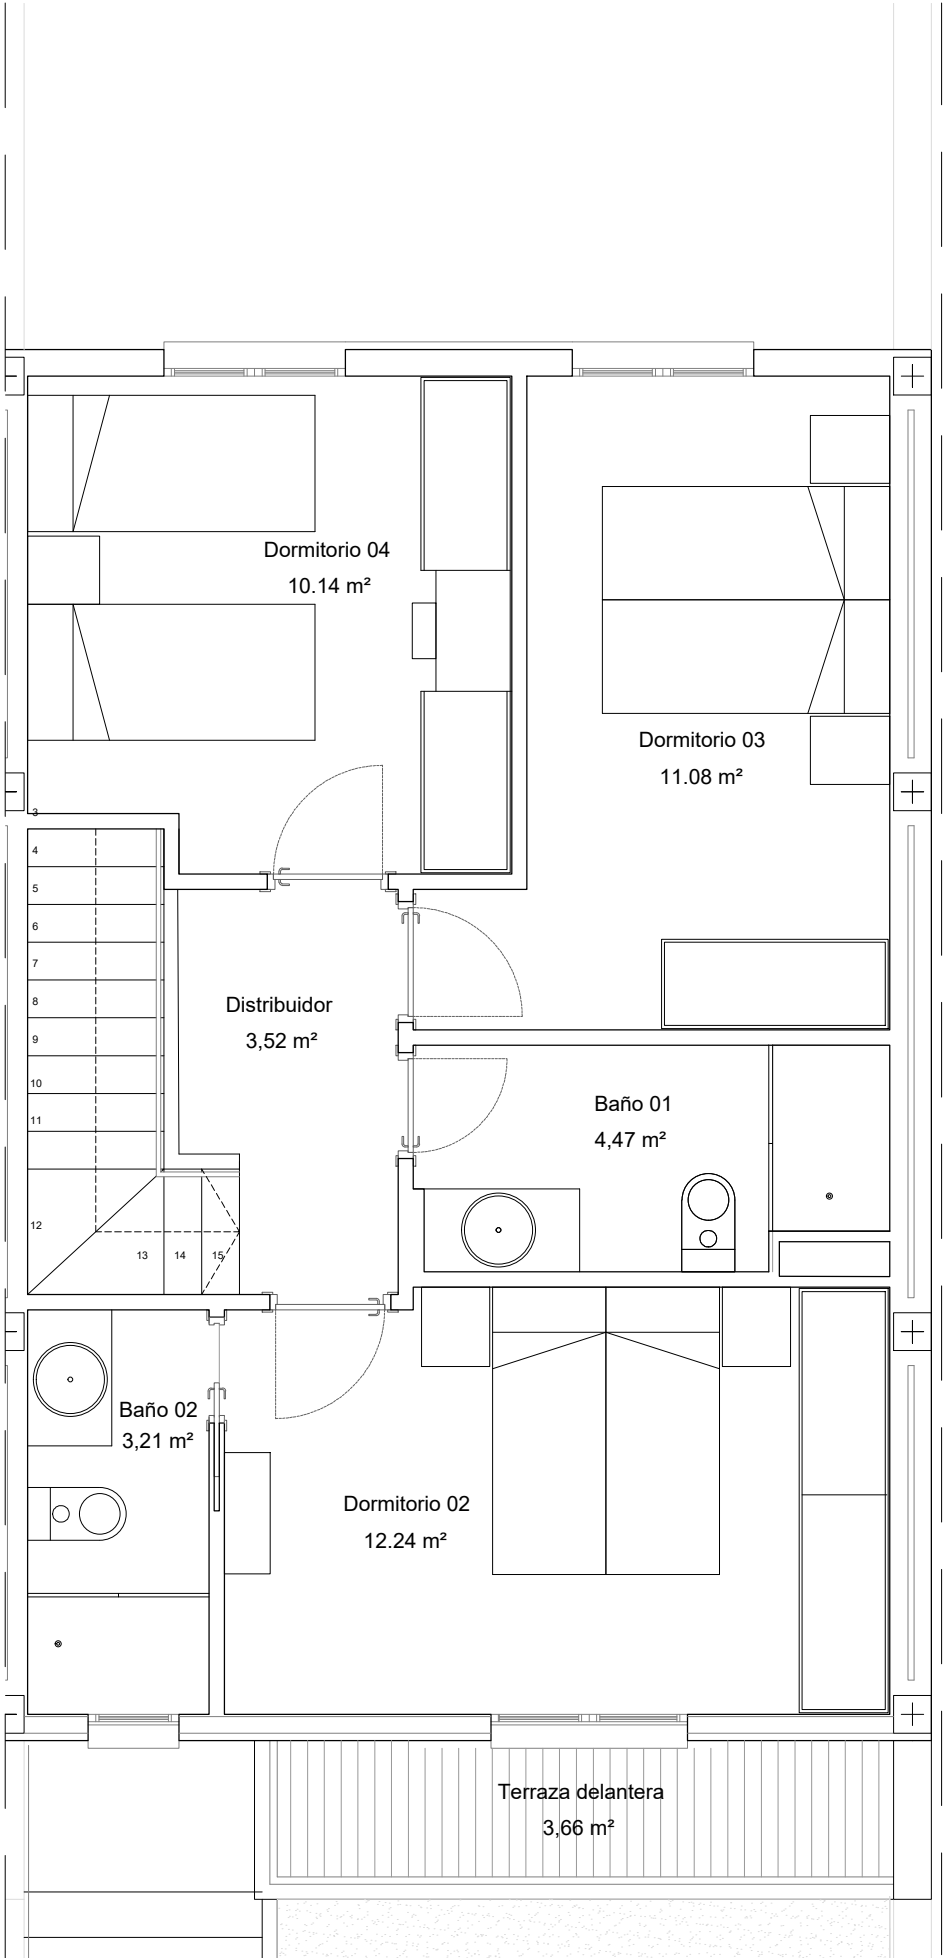 Dormitorio 04
10.14 m²
Dormitorio 03
11.08 m²
3
4
5
6
7
8
9
10
11
12
13
14
15
Distribuidor
3,52 m²
Baño 01
4,47 m²
Baño 02
3,21 m²
Dormitorio 02
12.24 m²
Terraza delantera
3,66 m²